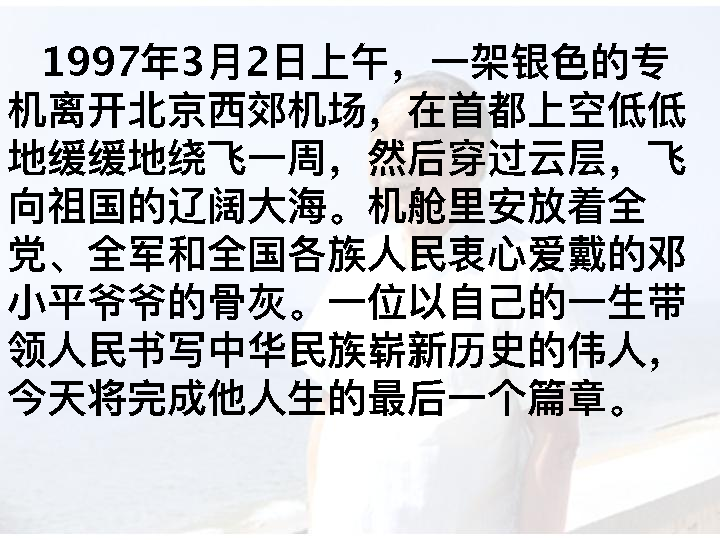 1997年3月2日上午，一架银色的专
机离开北京西郊机场，在首都上空低低
地缓缓地绕飞一周，然后穿过云层，飞
向祖国的辽阔大海。机舱里安放着全
党、全军和全国各族人民衷心爱戴的邓
小平爷爷的骨灰。一位以自己的一生带
领人民书写中华民族崭新历史的伟人，
今天将完成他人生的最后一个篇章。